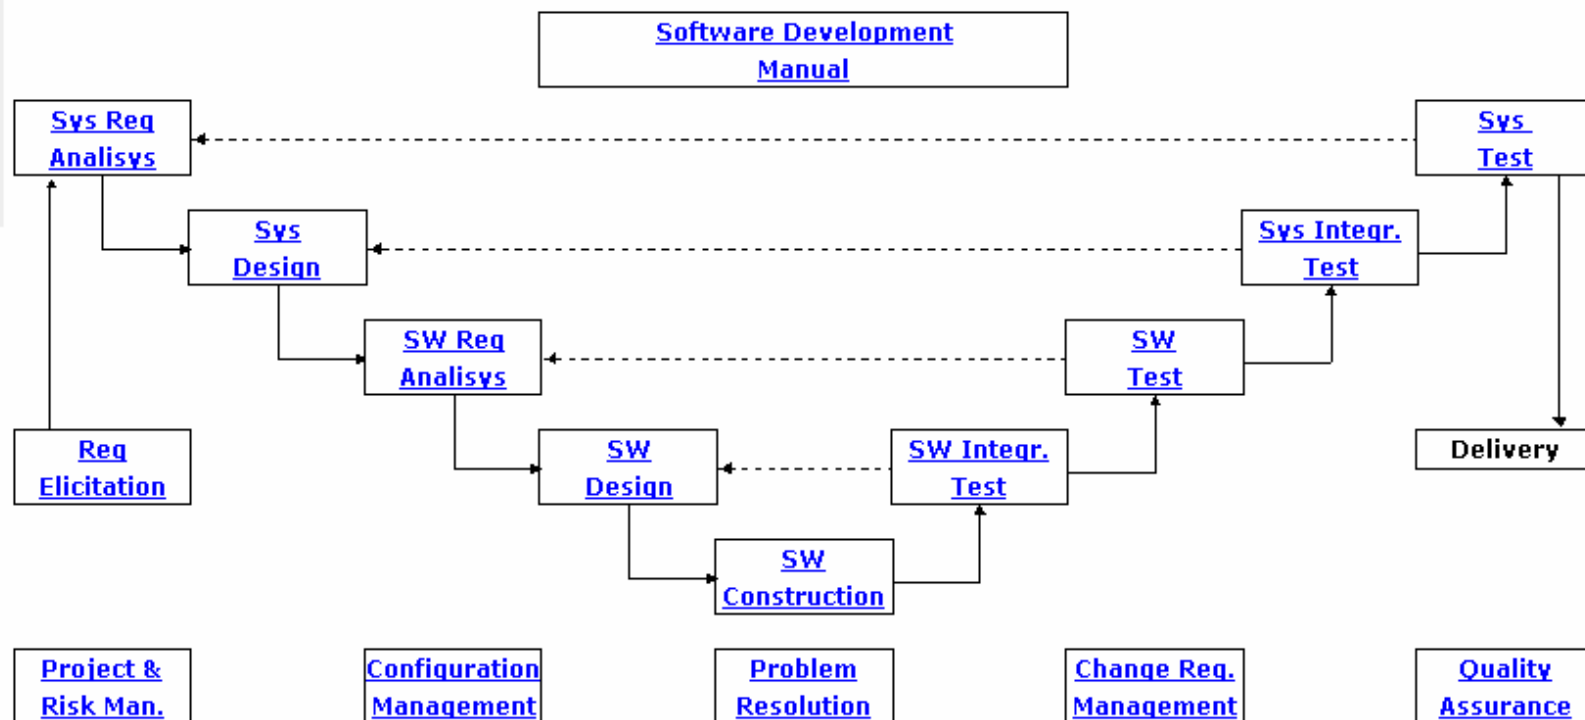 Software Development
Manual
Sys Req
Analisys
Sys
Test
Sys
Design
Sys Integr.
Test
SW Req
Analisys
SW
Test
Req
Elicitation
SW
Design
SW Integr.
Test
Delivery
SW
Construction
Project &
Risk Man.
Configuration
Management
Problem
Resolution
Change Req.
Management
Quality
Assurance